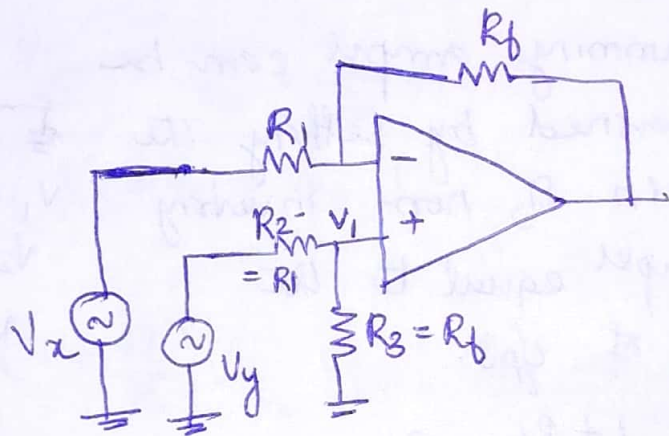 Rf
R1
R2
= R1
V1
-
+
R3 = Rf
Vx
Vy